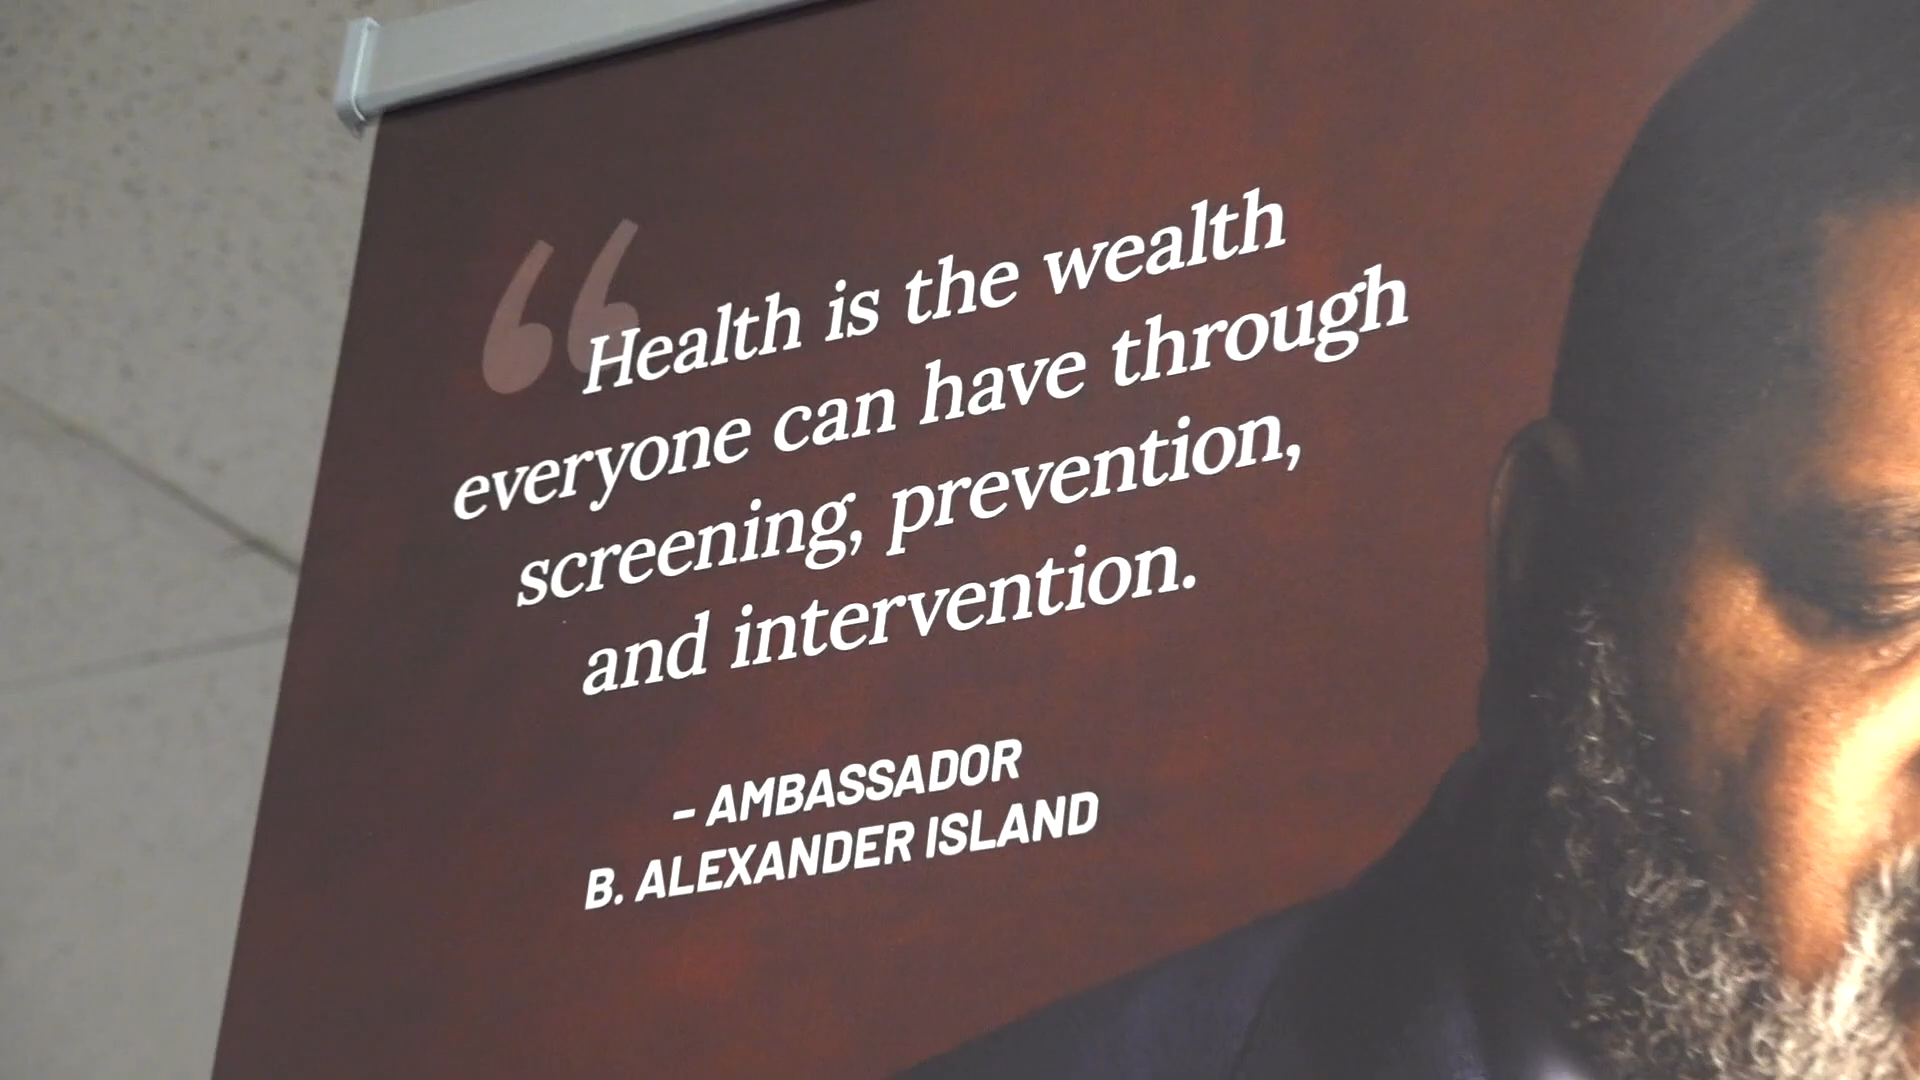 “Health is the wealth
everyone can have through
screening, prevention,
and intervention.
– AMBASSADOR
B. ALEXANDER ISLAND